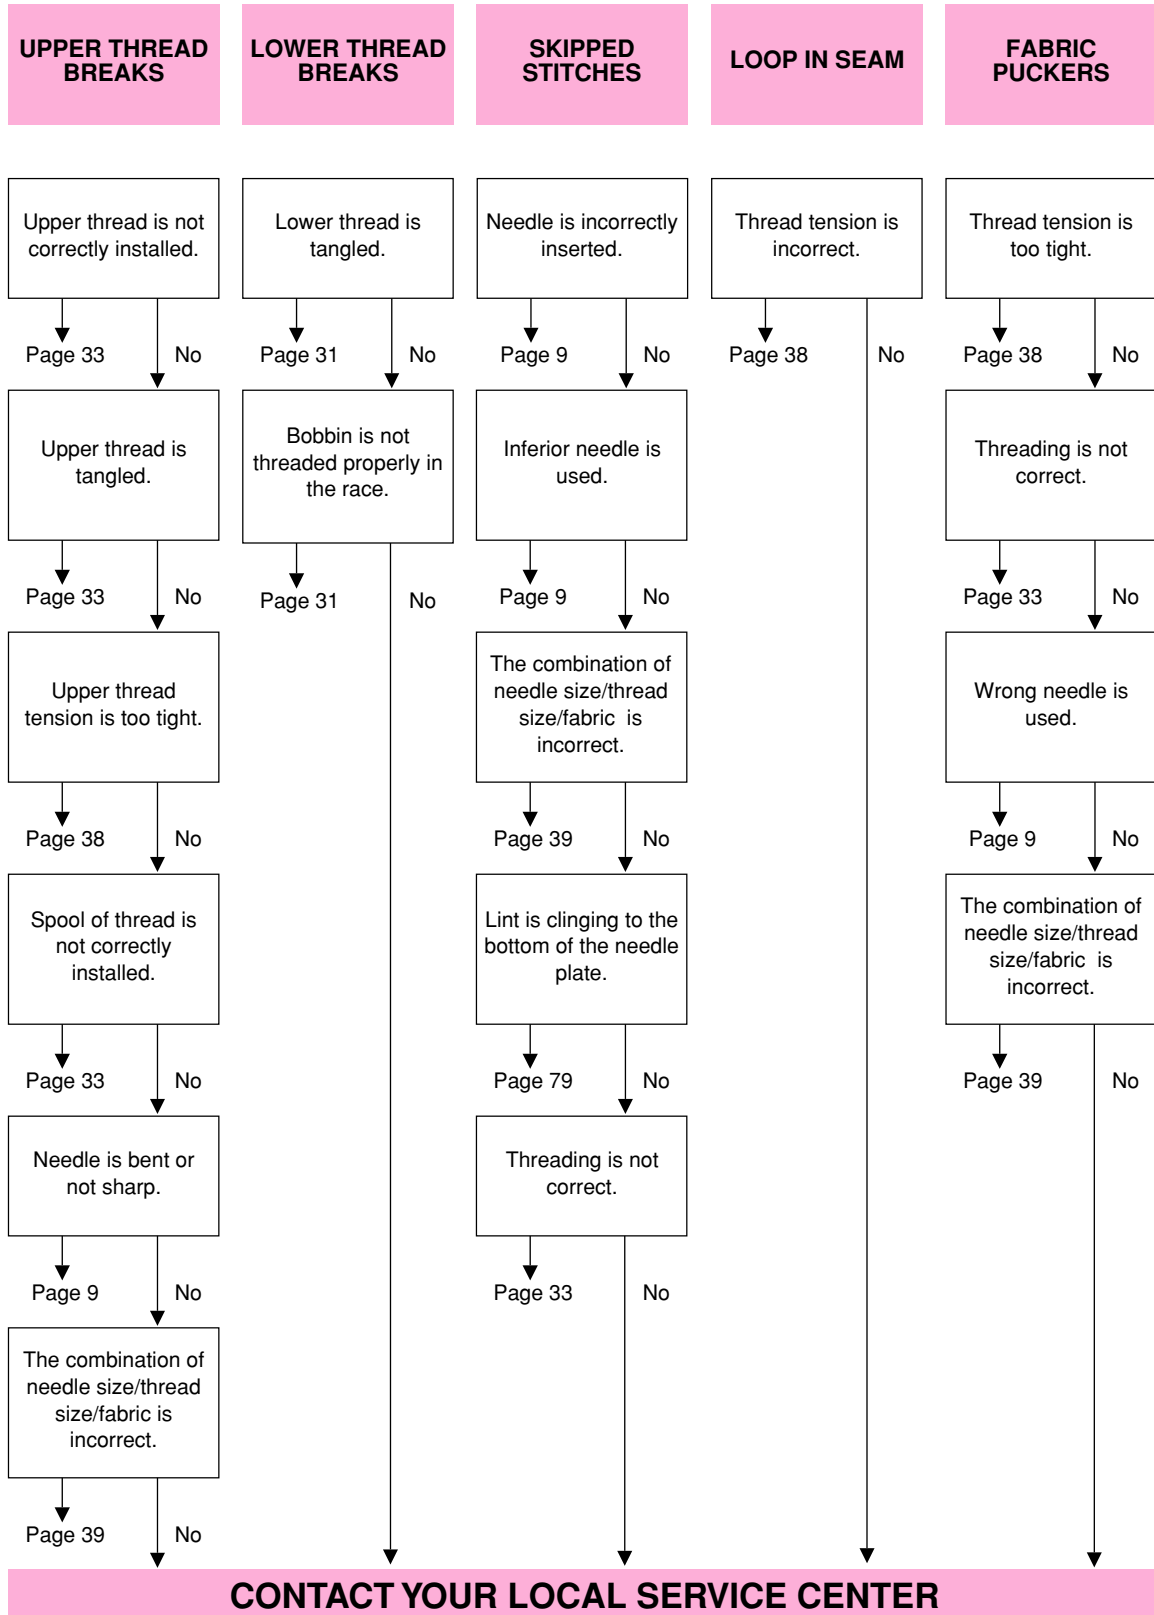 UPPER THREAD
BREAKS
LOWER THREAD
BREAKS
SKIPPED
STITCHES
LOOP IN SEAM
FABRIC
PUCKERS
Upper thread is not
correctly installed.
Page 33
No
Upper thread is
tangled.
Page 33
No
Upper thread
tension is too tight.
Page 38
No
Spool of thread is
not correctly
installed.
Page 33
No
Needle is bent or
not sharp.
Page 9
No
The combination of
needle size/thread
size/fabric is
incorrect.
Page 39
No
Lower thread is
tangled.
Page 31
No
Bobbin is not
threaded properly in
the race.
Page 31
No
Needle is incorrectly
inserted.
Page 9
No
Inferior needle is
used.
Page 9
No
The combination of
needle size/thread
size/fabric is
incorrect.
Page 39
No
Lint is clinging to the
bottom of the needle
plate.
Page 79
No
Threading is not
correct.
Page 33
No
Thread tension is
incorrect.
Page 38
No
Thread tension is
too tight.
Page 38
No
Threading is not
correct.
Page 33
No
Wrong needle is
used.
Page 9
No
The combination of
needle size/thread
size/fabric is
incorrect.
Page 39
No
CONTACT YOUR LOCAL SERVICE CENTER